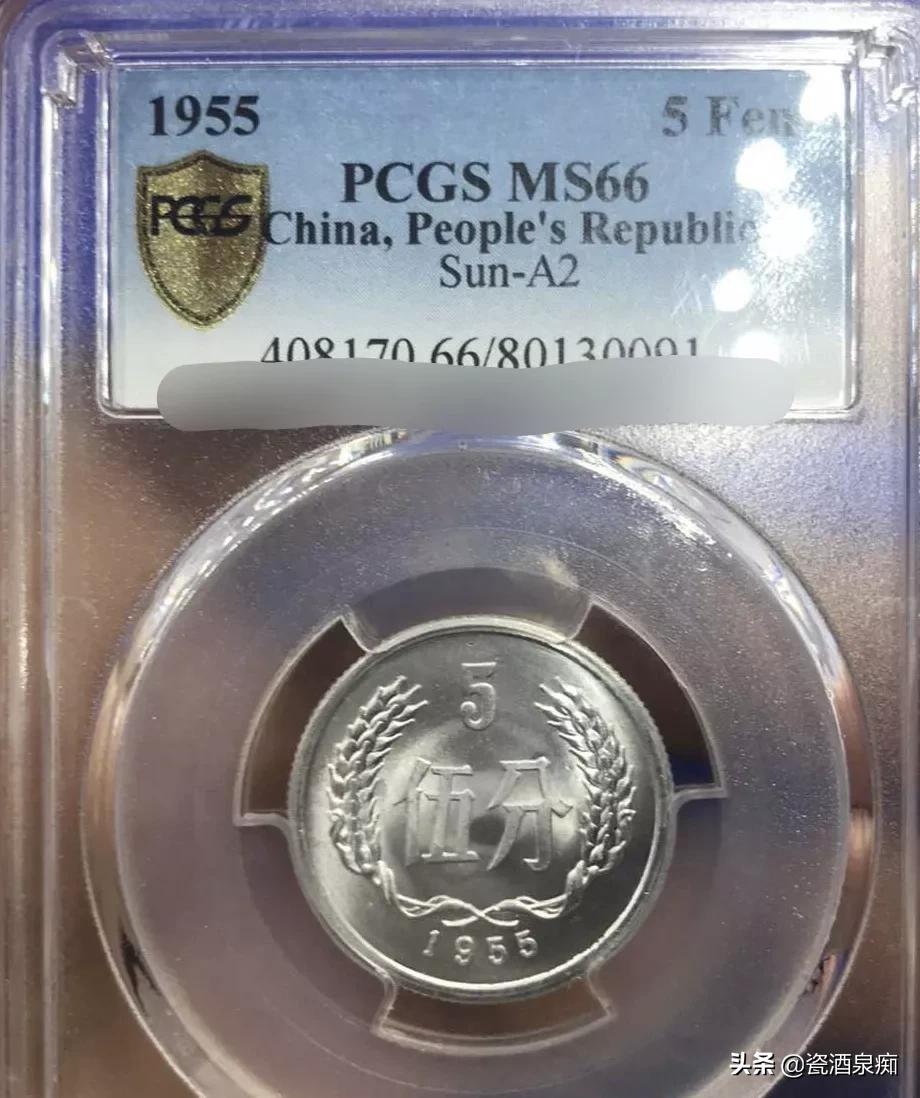 1955 5 Fen
PCGS MS66
PCGS China, People's Republic
Sun-A2
408170.66/80130091
5
伍分
1955
头条 @瓷酒泉痴